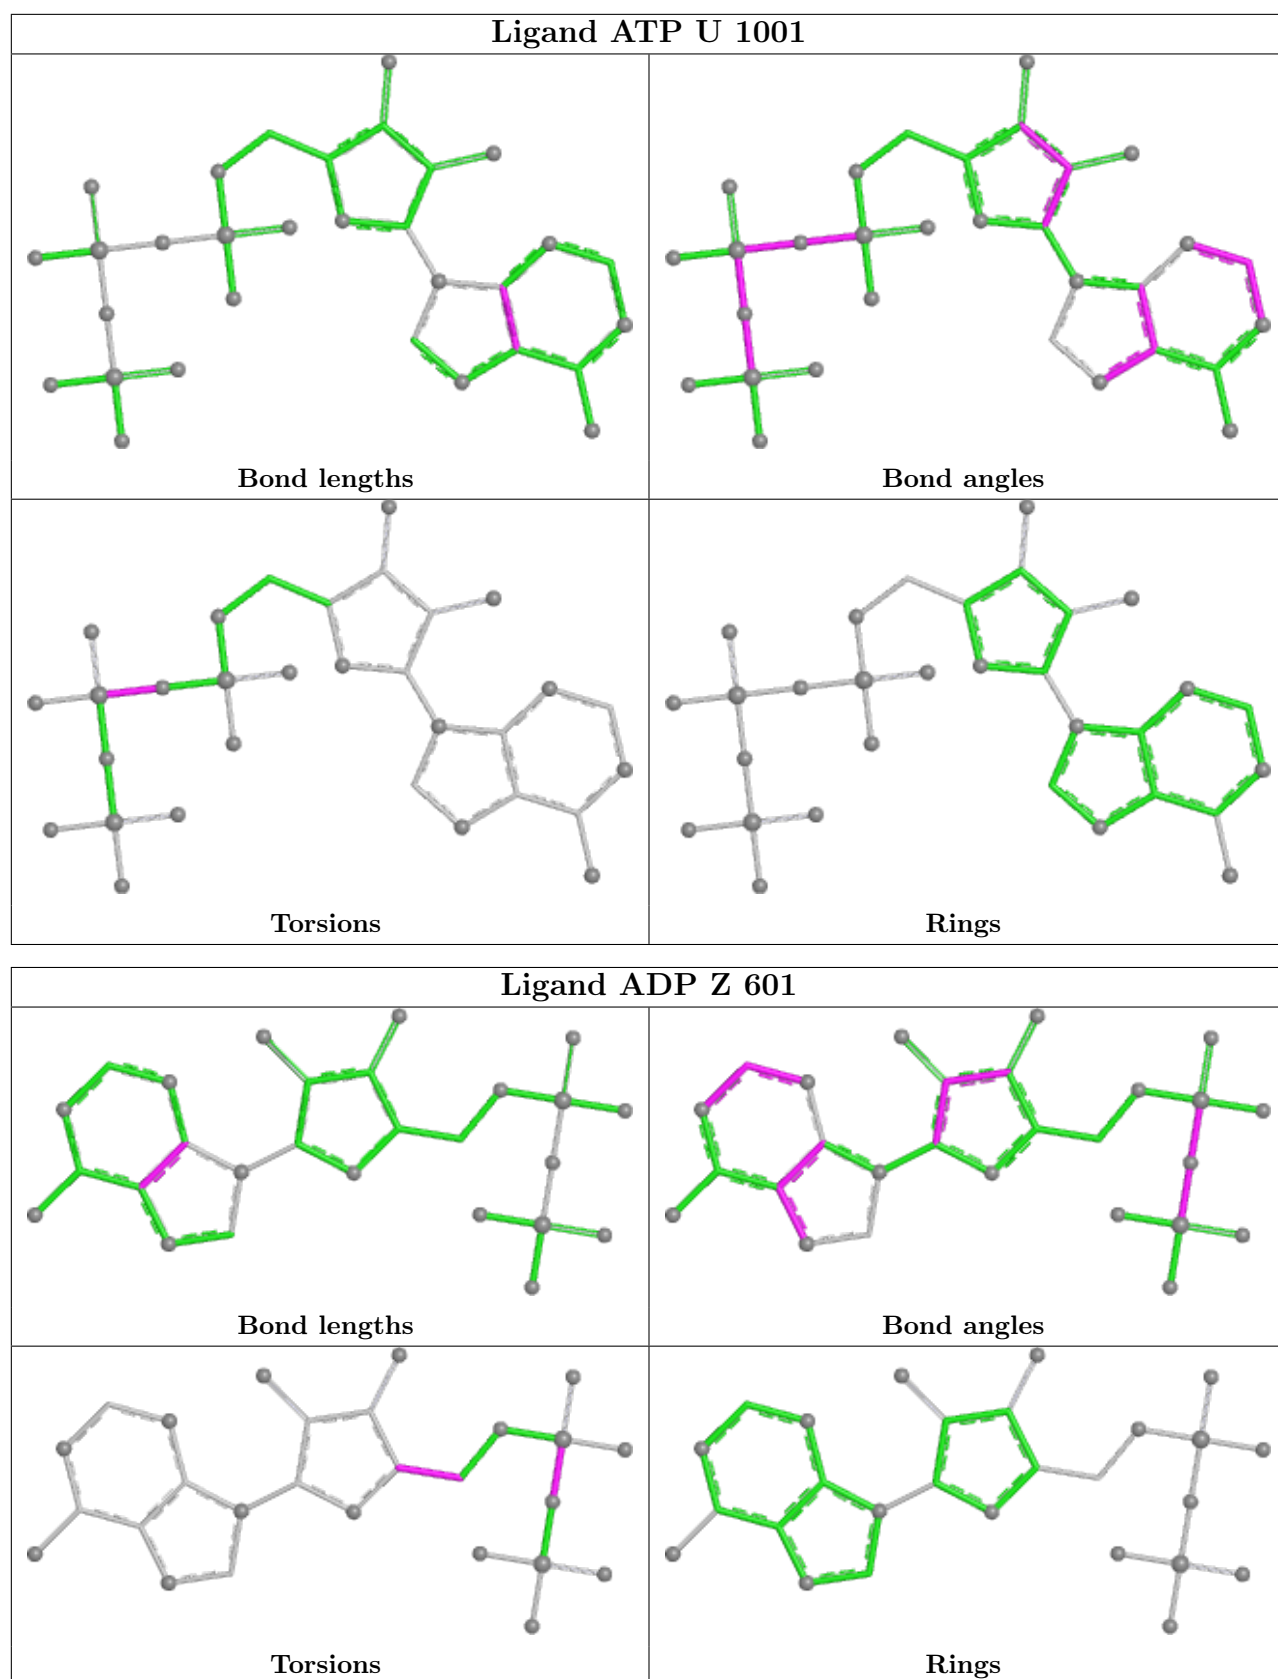 Ligand ATP U 1001
Bond lengths
Bond angles
Torsions
Rings
Ligand ADP Z 601
Bond lengths
Bond angles
Torsions
Rings